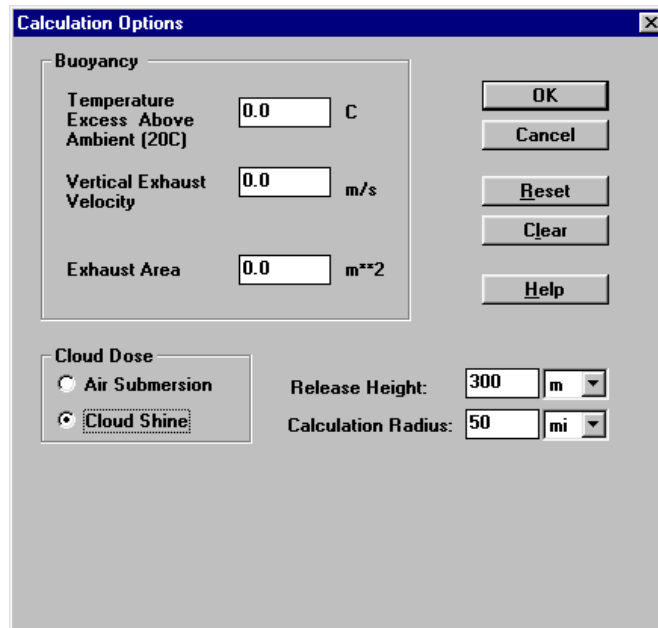 Calculation Options
Buoyancy
Temperature
Excess Above
Ambient (20C)
0.0
C
Vertical Exhaust
Velocity
0.0
m/s
Exhaust Area
0.0
m**2
OK
Cancel
Reset
Clear
Help
Cloud Dose
Air Submersion
Cloud Shine
Release Height:
300
m
Calculation Radius:
50
mi